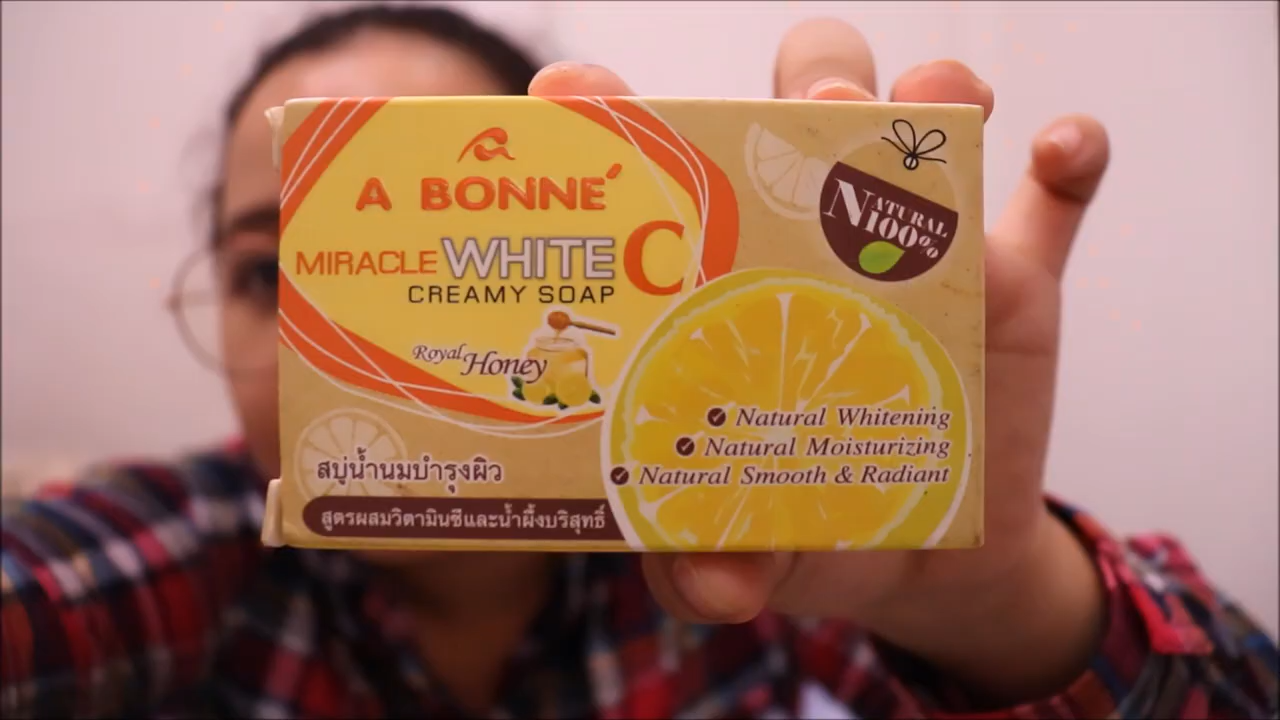 A BONNE´
MIRACLE WHITE C
CREAMY SOAP
Royal Honey
NATURAL
100%
Natural Whitening
Natural Moisturizing
Natural Smooth & Radiant
สบู่น้ำนมบำรุงผิว
สูตรผสมวิตามินซีและน้ำผึ้งบริสุทธิ์